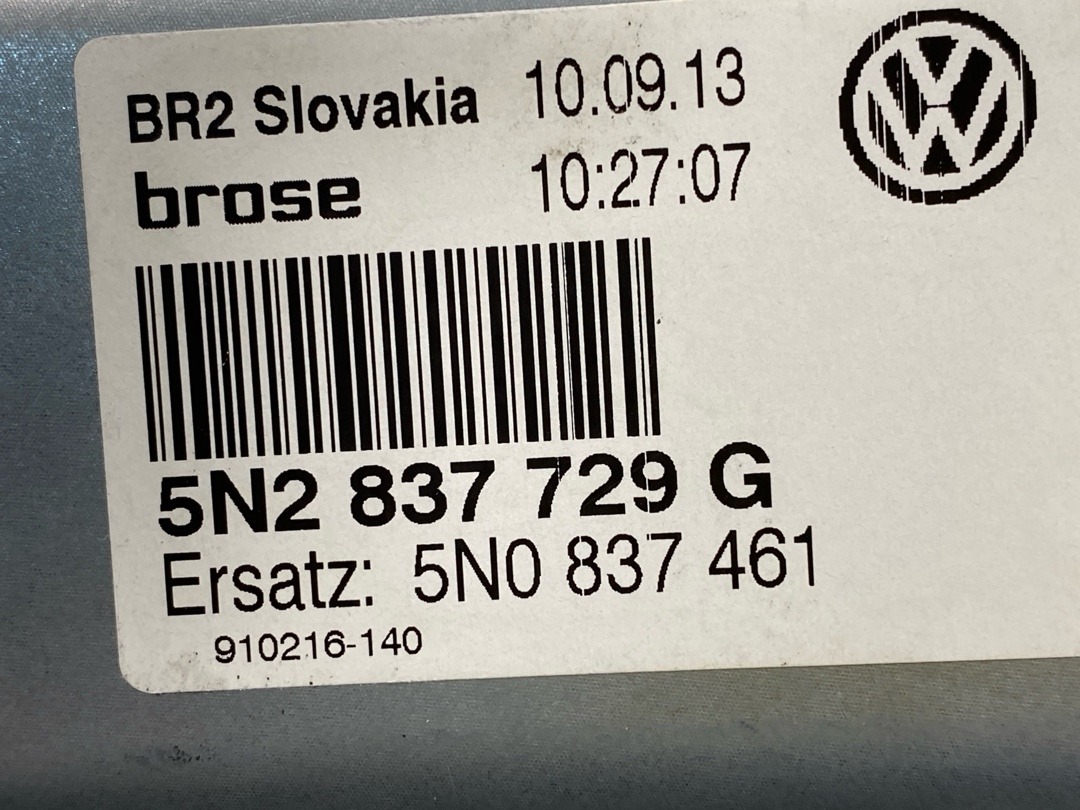 BR2 Slovakia 10.09.13
brose 10:27:07
5N2 837 729 G
Ersatz: 5N0 837 461
910216-140